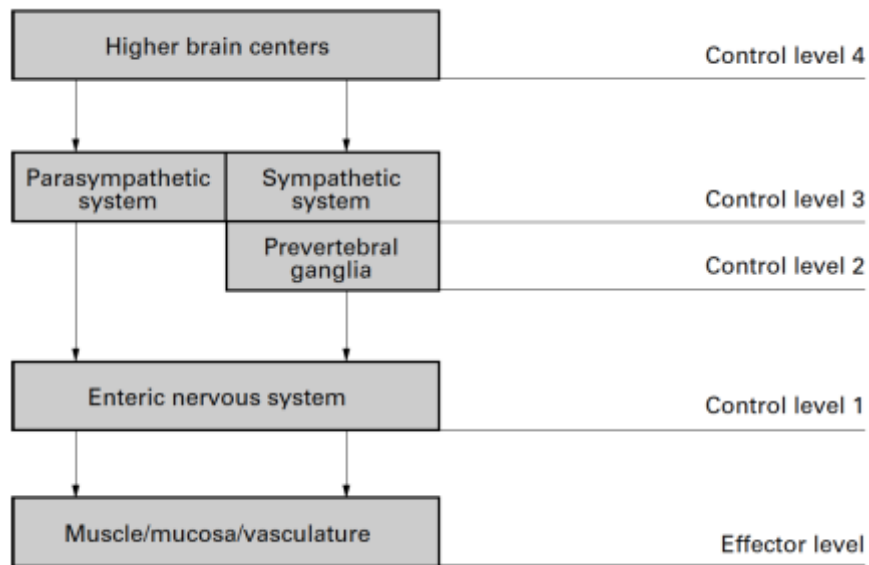 Higher brain centers
Control level 4
Parasympathetic
system
Sympathetic
system
Control level 3
Prevertebral
ganglia
Control level 2
Enteric nervous system
Control level 1
Muscle/mucosa/vasculature
Effector level